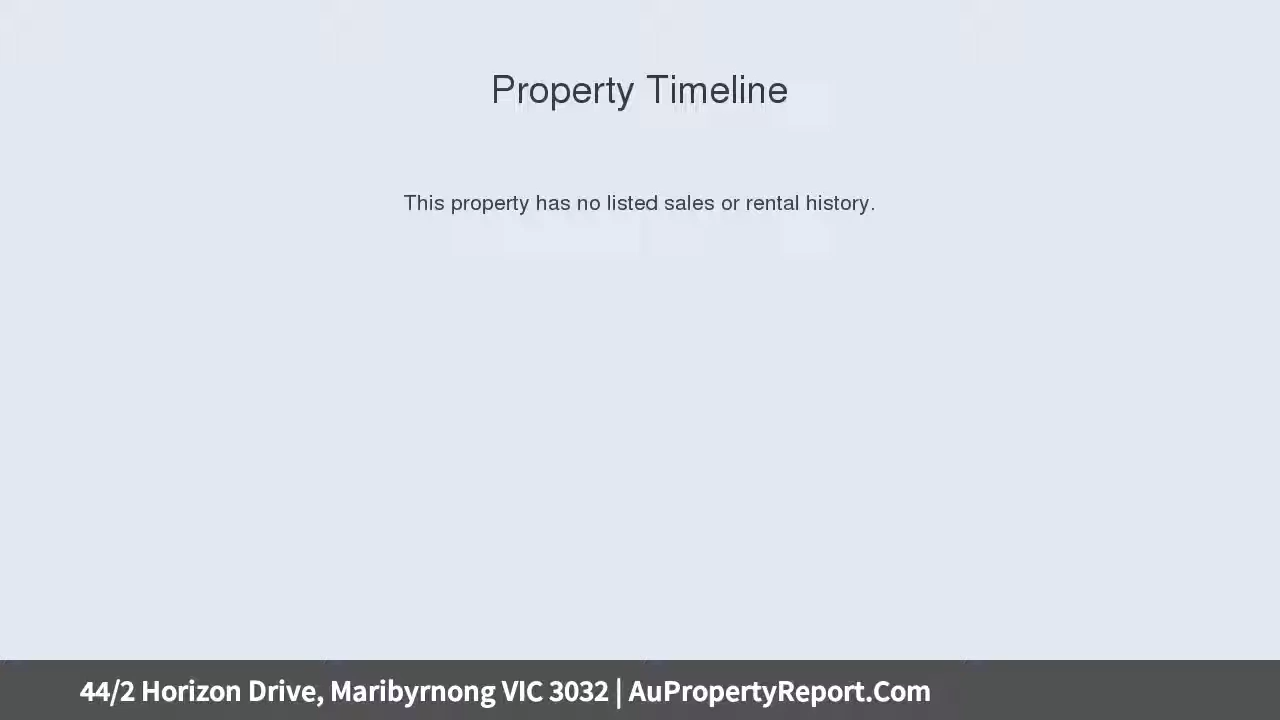 Property Timeline
This property has no listed sales or rental history.
44/2 Horizon Drive, Maribyrnong VIC 3032 | AuPropertyReport.Com